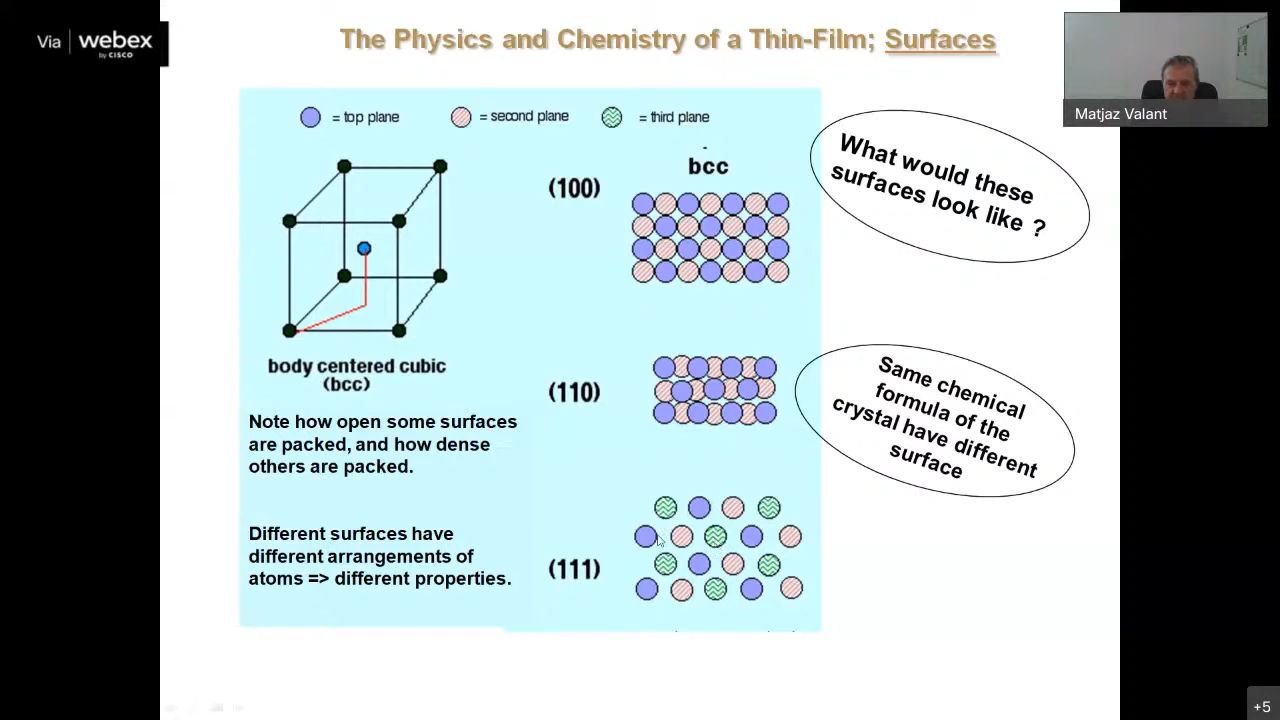 Via webex
by CISCO
The Physics and Chemistry of a Thin-Film; Surfaces
Matjaz Valant
= top plane
= second plane
= third plane
bcc
(100)
What would these
surfaces look like ?
body centered cubic
(bcc)
(110)
Same chemical
formula of the
crystal have different
surface
Note how open some surfaces
are packed, and how dense
others are packed.
Different surfaces have
different arrangements of
atoms => different properties.
(111)
+5